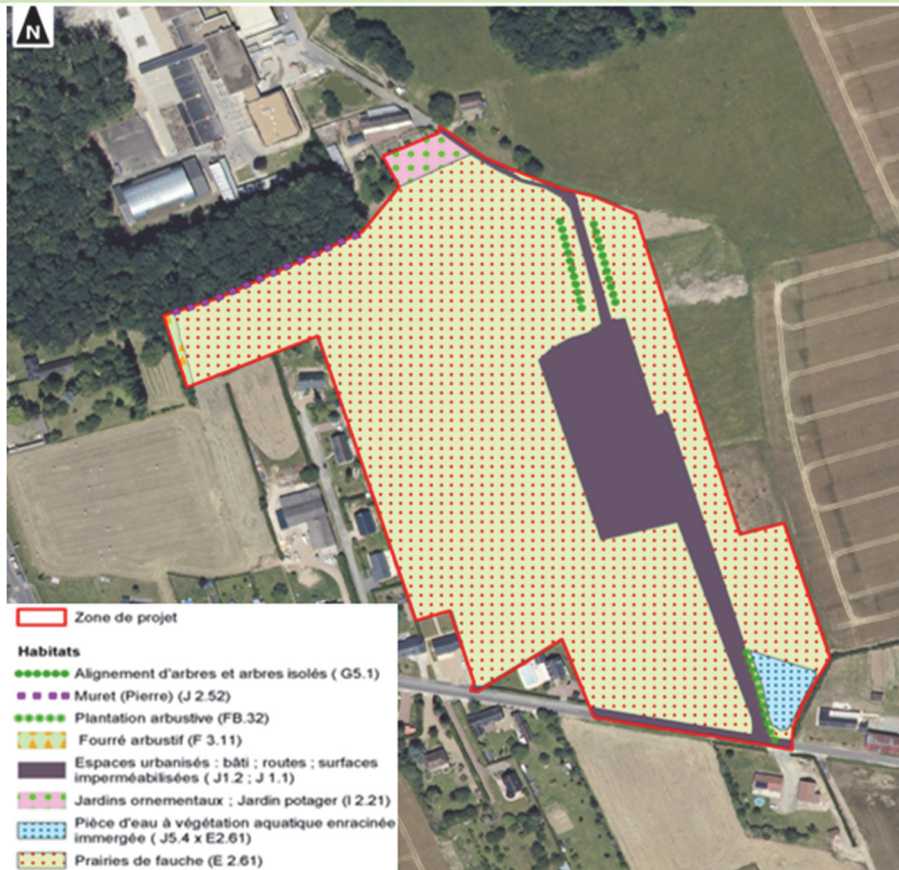 N
Zone de projet
Habitats
Alignement d'arbres et arbres isolés ( G5.1)
Muret (Pierre) (J 2.52)
Plantation arbustive (FB.32)
Fourré arbustif (F 3.11)
Espaces urbanisés : bâti ; routes ; surfaces
imperméabilisées ( J1.2 ; J 1.1)
Jardins ornementaux ; Jardin potager (I 2.21)
Pièce d'eau à végétation aquatique enracinée
immergée ( J5.4 x E2.61)
Prairies de fauche (E 2.61)